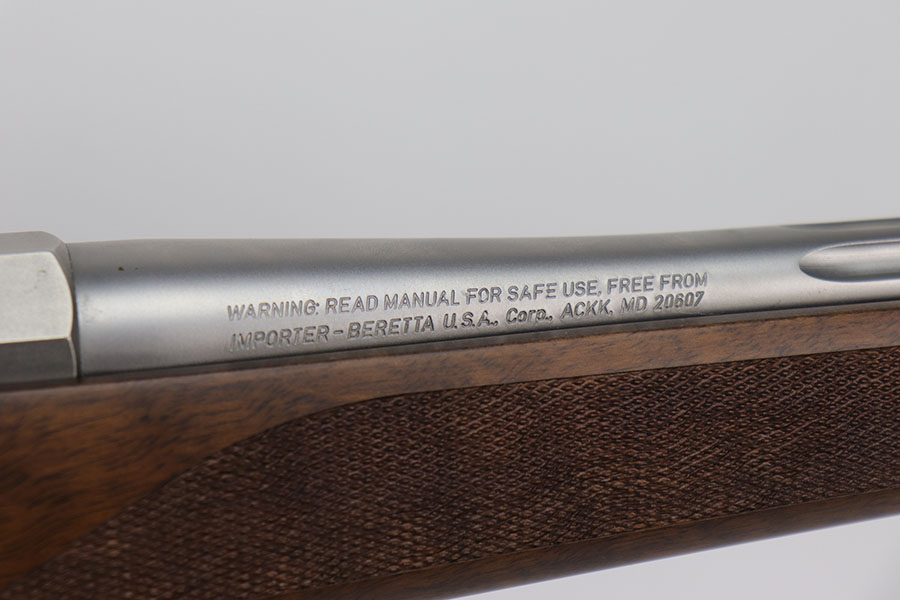 WARNING: READ MANUAL FOR SAFE USE, FREE FROM
IMPORTER-BERETTA U.S.A., Corp., ACKK, MD 20607